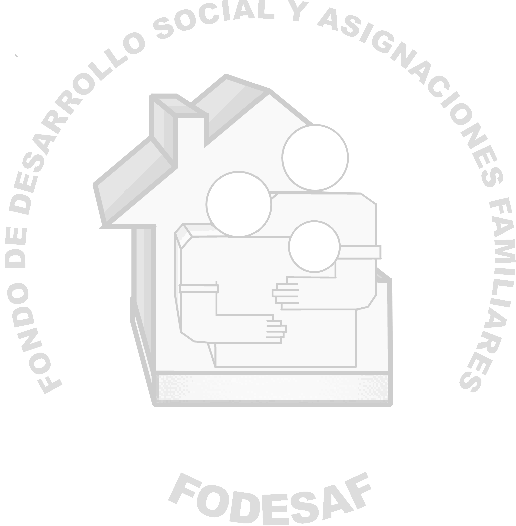 FONDO DE DESARROLLO SOCIAL Y ASIGNACIONES FAMILIARES
FODESAF